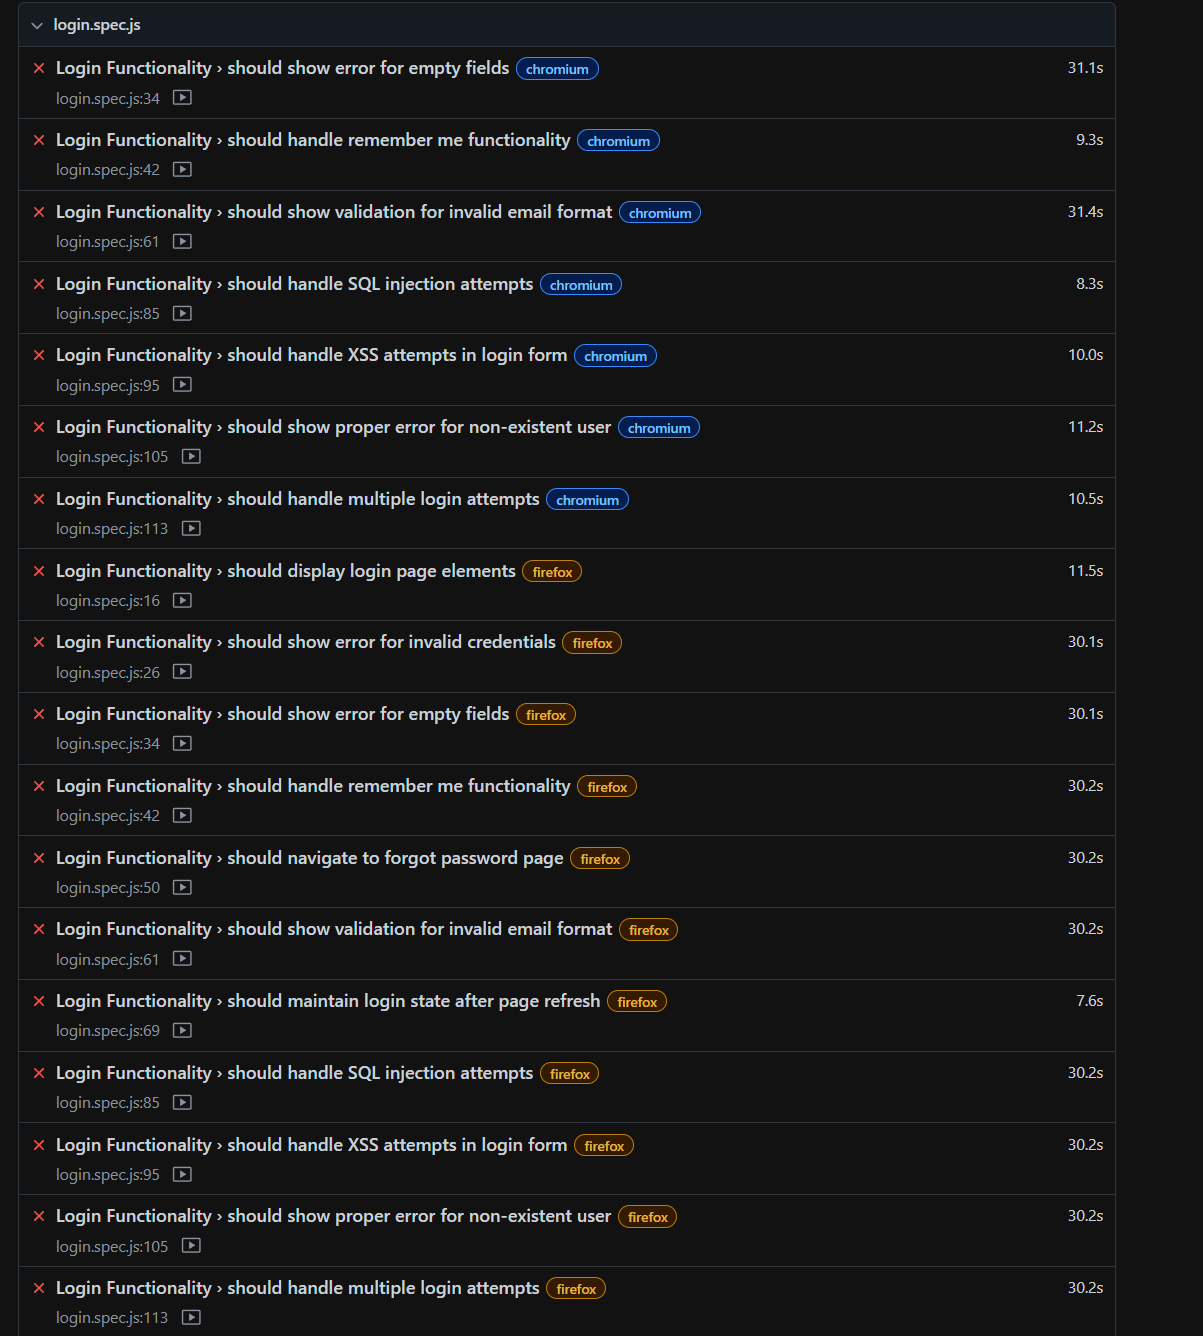 login.spec.js
Login Functionality › should show error for empty fields chromium 31.1s
login.spec.js:34
Login Functionality › should handle remember me functionality chromium 9.3s
login.spec.js:42
Login Functionality › should show validation for invalid email format chromium 31.4s
login.spec.js:61
Login Functionality › should handle SQL injection attempts chromium 8.3s
login.spec.js:85
Login Functionality › should handle XSS attempts in login form chromium 10.0s
login.spec.js:95
Login Functionality › should show proper error for non-existent user chromium 11.2s
login.spec.js:105
Login Functionality › should handle multiple login attempts chromium 10.5s
login.spec.js:113
Login Functionality › should display login page elements firefox 11.5s
login.spec.js:16
Login Functionality › should show error for invalid credentials firefox 30.1s
login.spec.js:26
Login Functionality › should show error for empty fields firefox 30.1s
login.spec.js:34
Login Functionality › should handle remember me functionality firefox 30.2s
login.spec.js:42
Login Functionality › should navigate to forgot password page firefox 30.2s
login.spec.js:50
Login Functionality › should show validation for invalid email format firefox 30.2s
login.spec.js:61
Login Functionality › should maintain login state after page refresh firefox 7.6s
login.spec.js:69
Login Functionality › should handle SQL injection attempts firefox 30.2s
login.spec.js:85
Login Functionality › should handle XSS attempts in login form firefox 30.2s
login.spec.js:95
Login Functionality › should show proper error for non-existent user firefox 30.2s
login.spec.js:105
Login Functionality › should handle multiple login attempts firefox 30.2s
login.spec.js:113